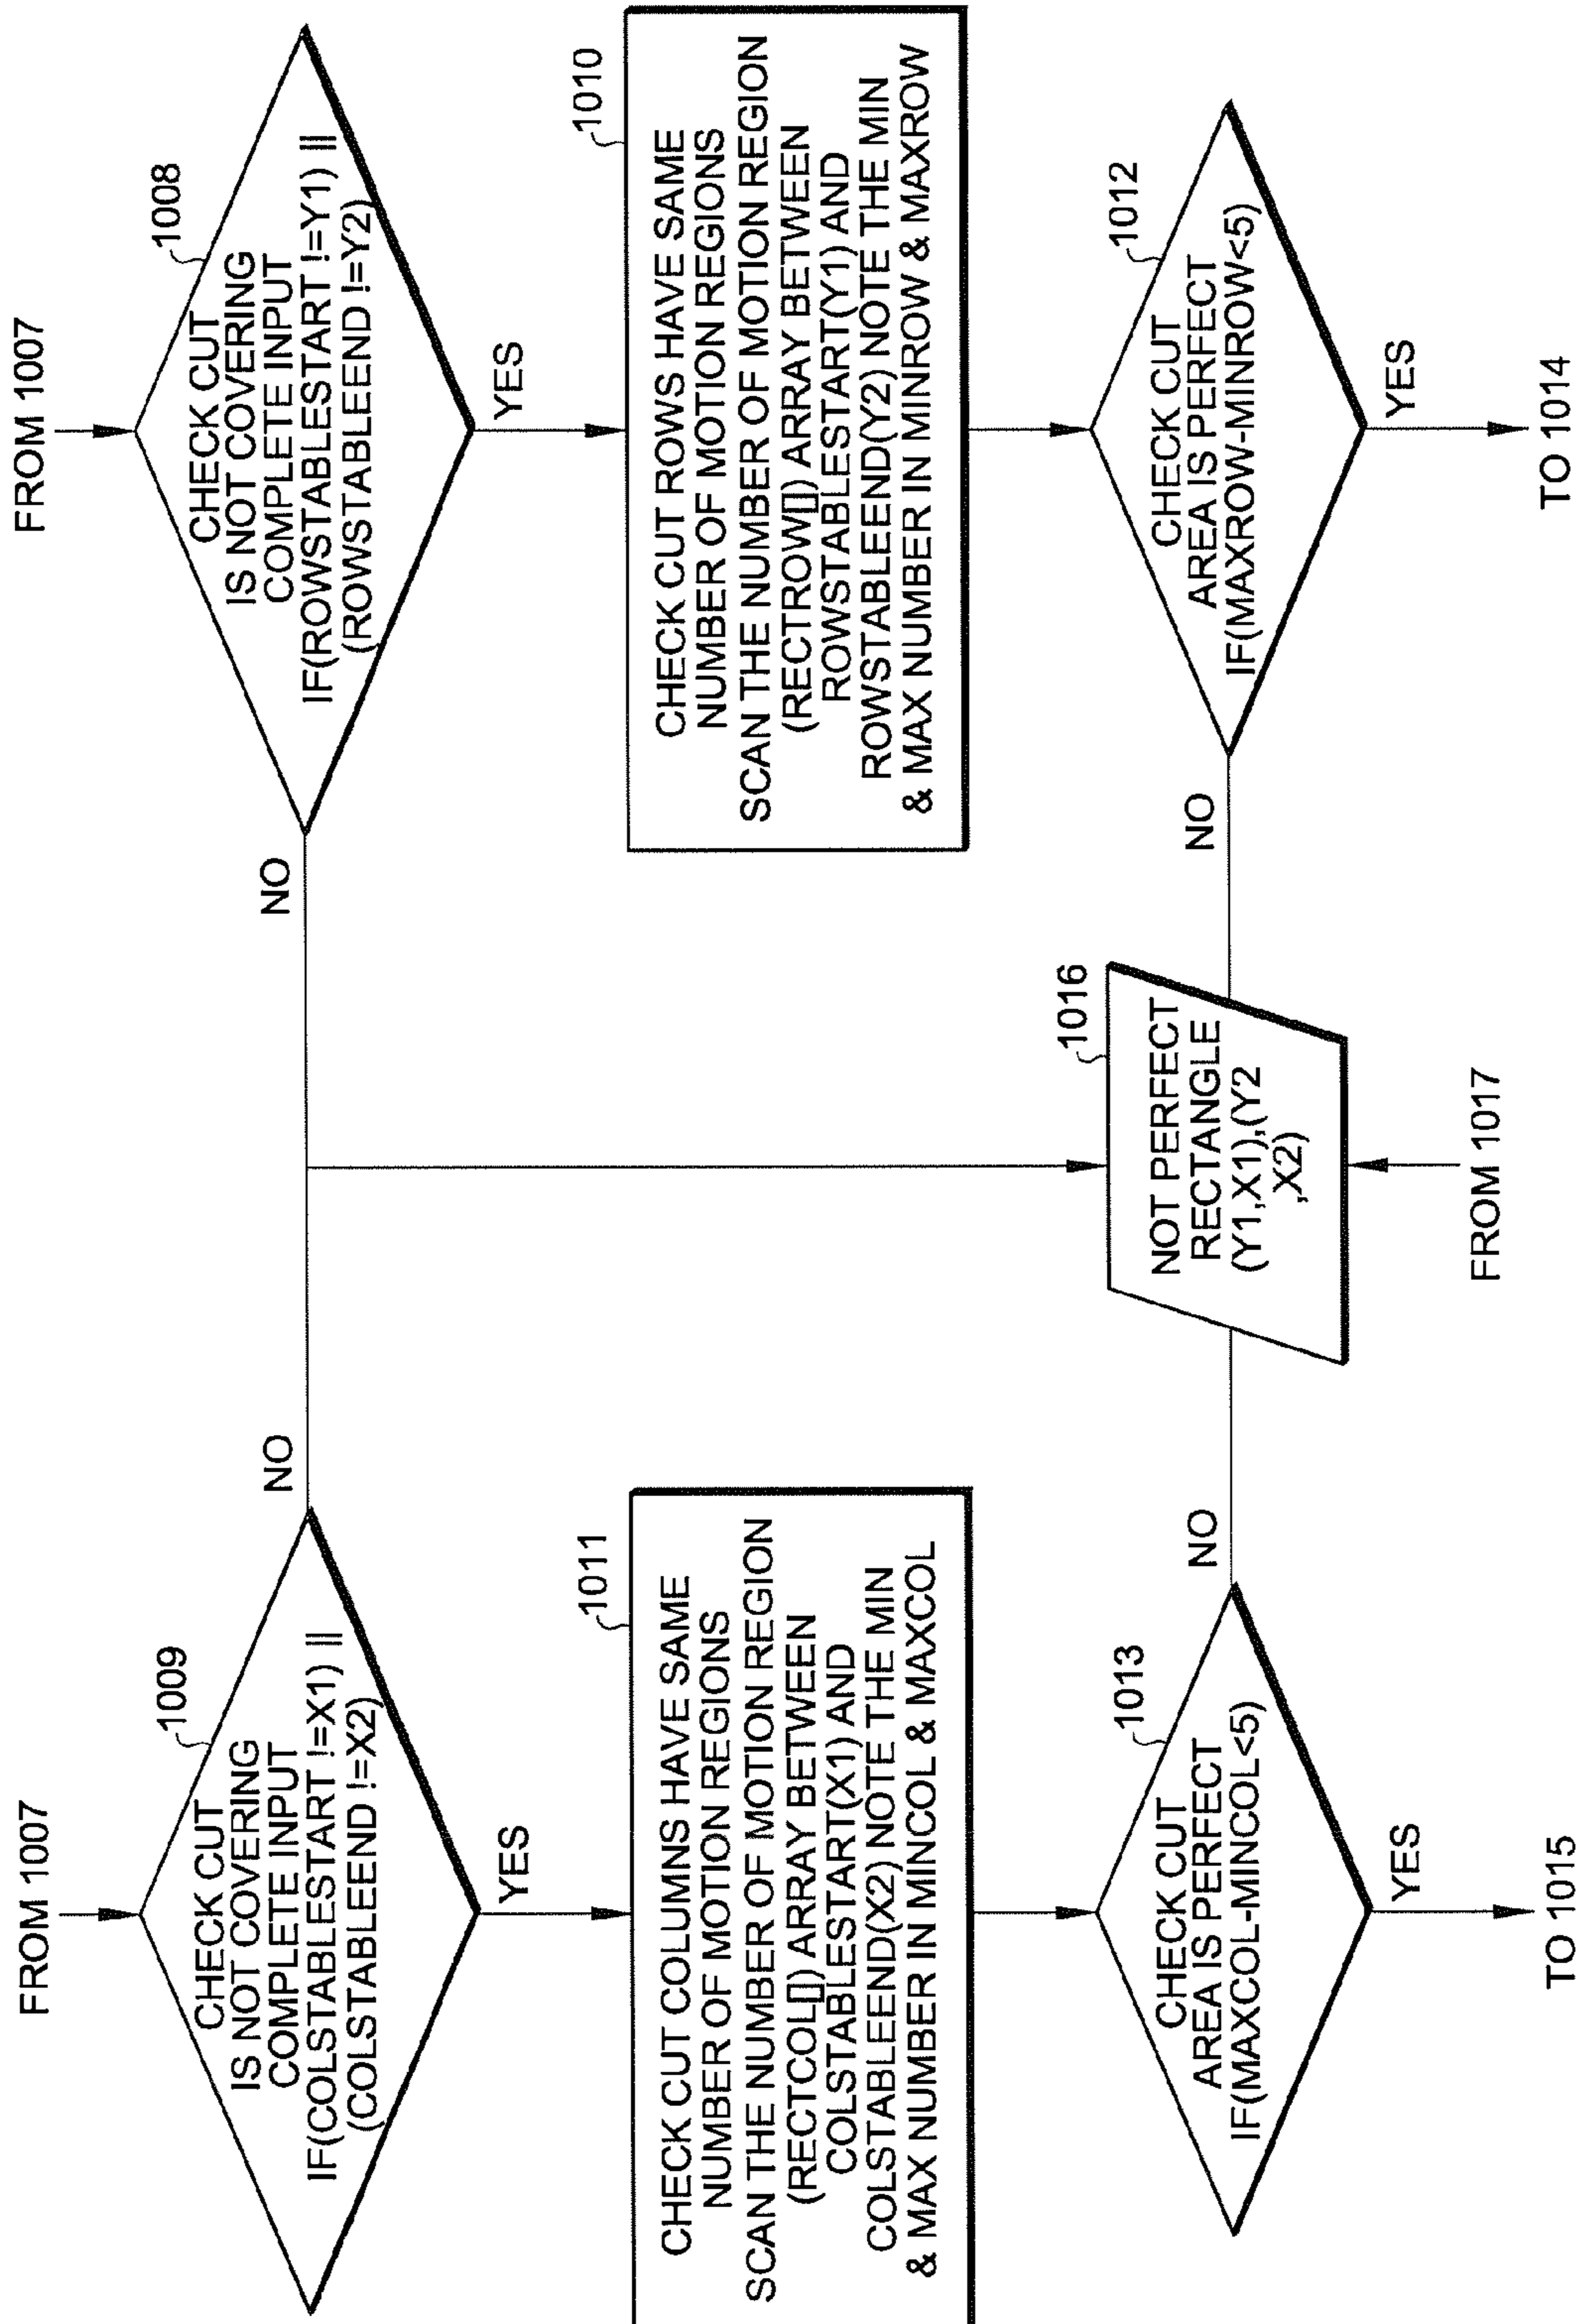 FROM 1007
1009
CHECK CUT
IS NOT COVERING
COMPLETE INPUT
IF(COLSTABLESTART !=X1) ||
(COLSTABLEEND !=X2)
NO
YES
1011
CHECK CUT COLUMNS HAVE SAME
NUMBER OF MOTION REGIONS
SCAN THE NUMBER OF MOTION REGION
(RECTCOL[]) ARRAY BETWEEN
COLSTABLESTART(X1) AND
COLSTABLEEND(X2) NOTE THE MIN
& MAX NUMBER IN MINCOL & MAXCOL
1013
CHECK CUT
AREA IS PERFECT
IF(MAXCOL-MINCOL<5)
NO
YES
TO 1015
1016
NOT PERFECT
RECTANGLE
(Y1,X1),(Y2
,X2)
FROM 1017
FROM 1007
1008
CHECK CUT
IS NOT COVERING
COMPLETE INPUT
IF(ROWSTABLESTART !=Y1) ||
(ROWSTABLEEND !=Y2)
NO
YES
1010
CHECK CUT ROWS HAVE SAME
NUMBER OF MOTION REGIONS
SCAN THE NUMBER OF MOTION REGION
(RECTROW[]) ARRAY BETWEEN
ROWSTABLESTART(Y1) AND
ROWSTABLEEND(Y2) NOTE THE MIN
& MAX NUMBER IN MINROW & MAXROW
1012
CHECK CUT
AREA IS PERFECT
IF(MAXROW-MINROW<5)
NO
YES
TO 1014